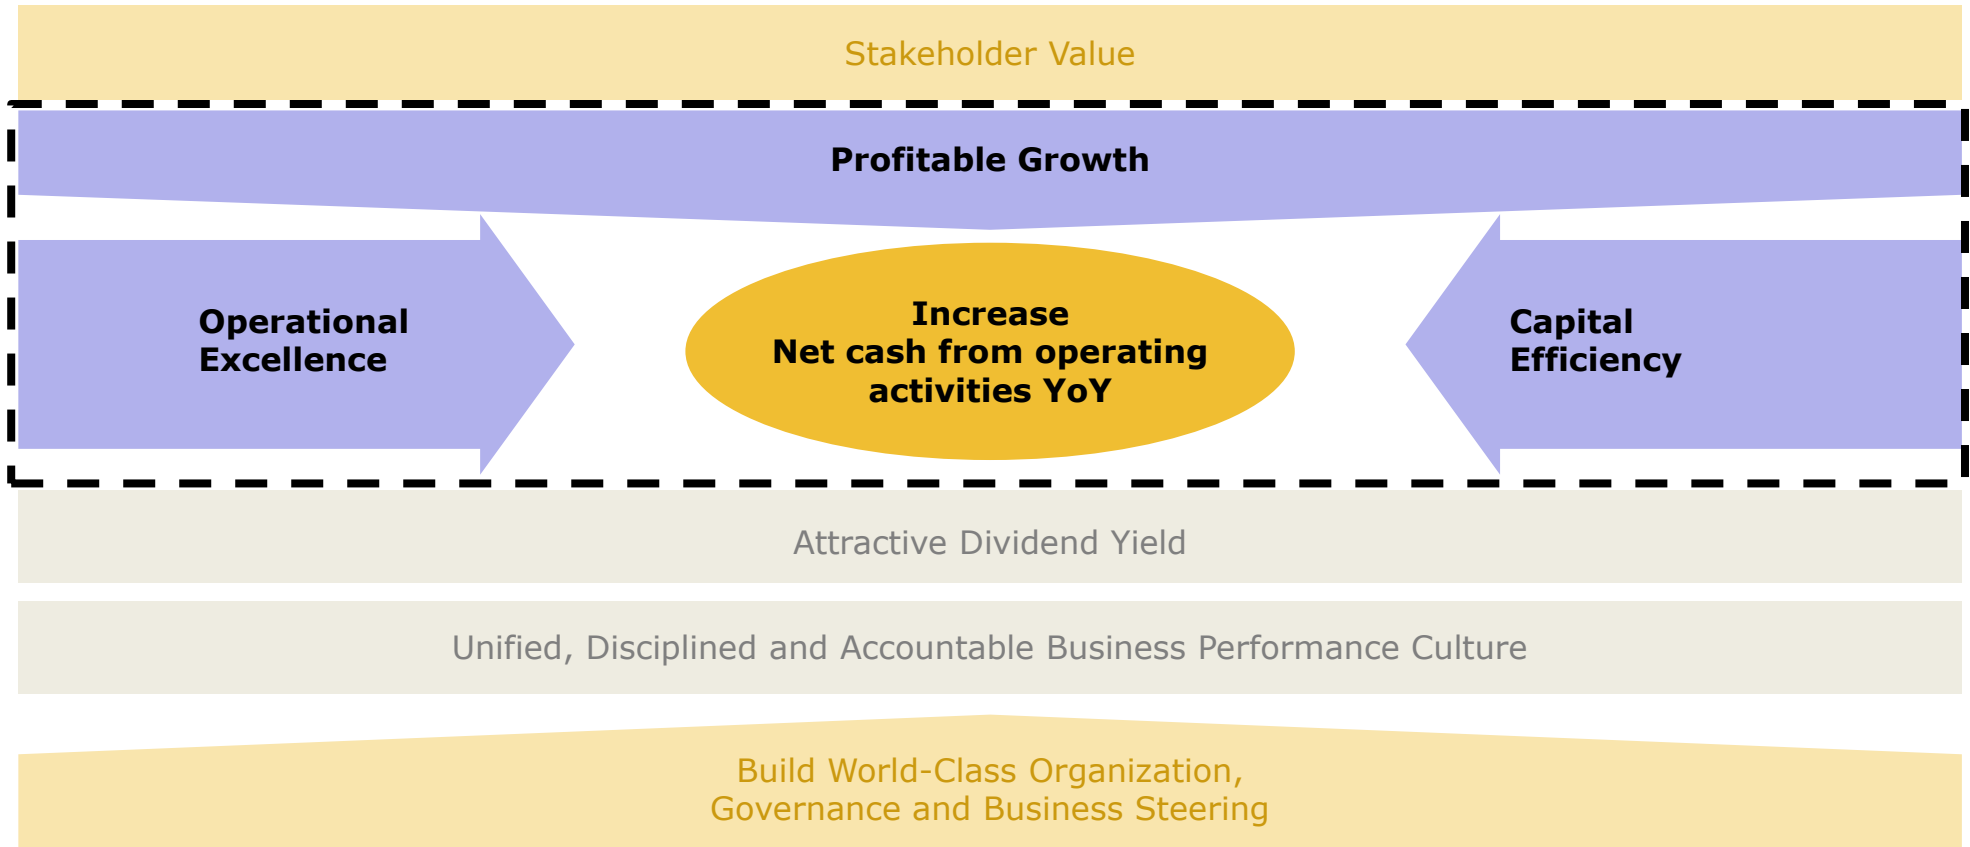 Stakeholder Value
Profitable Growth
Operational
Excellence
Increase
Net cash from operating
activities YoY
Capital
Efficiency
Attractive Dividend Yield
Unified, Disciplined and Accountable Business Performance Culture
Build World-Class Organization,
Governance and Business Steering